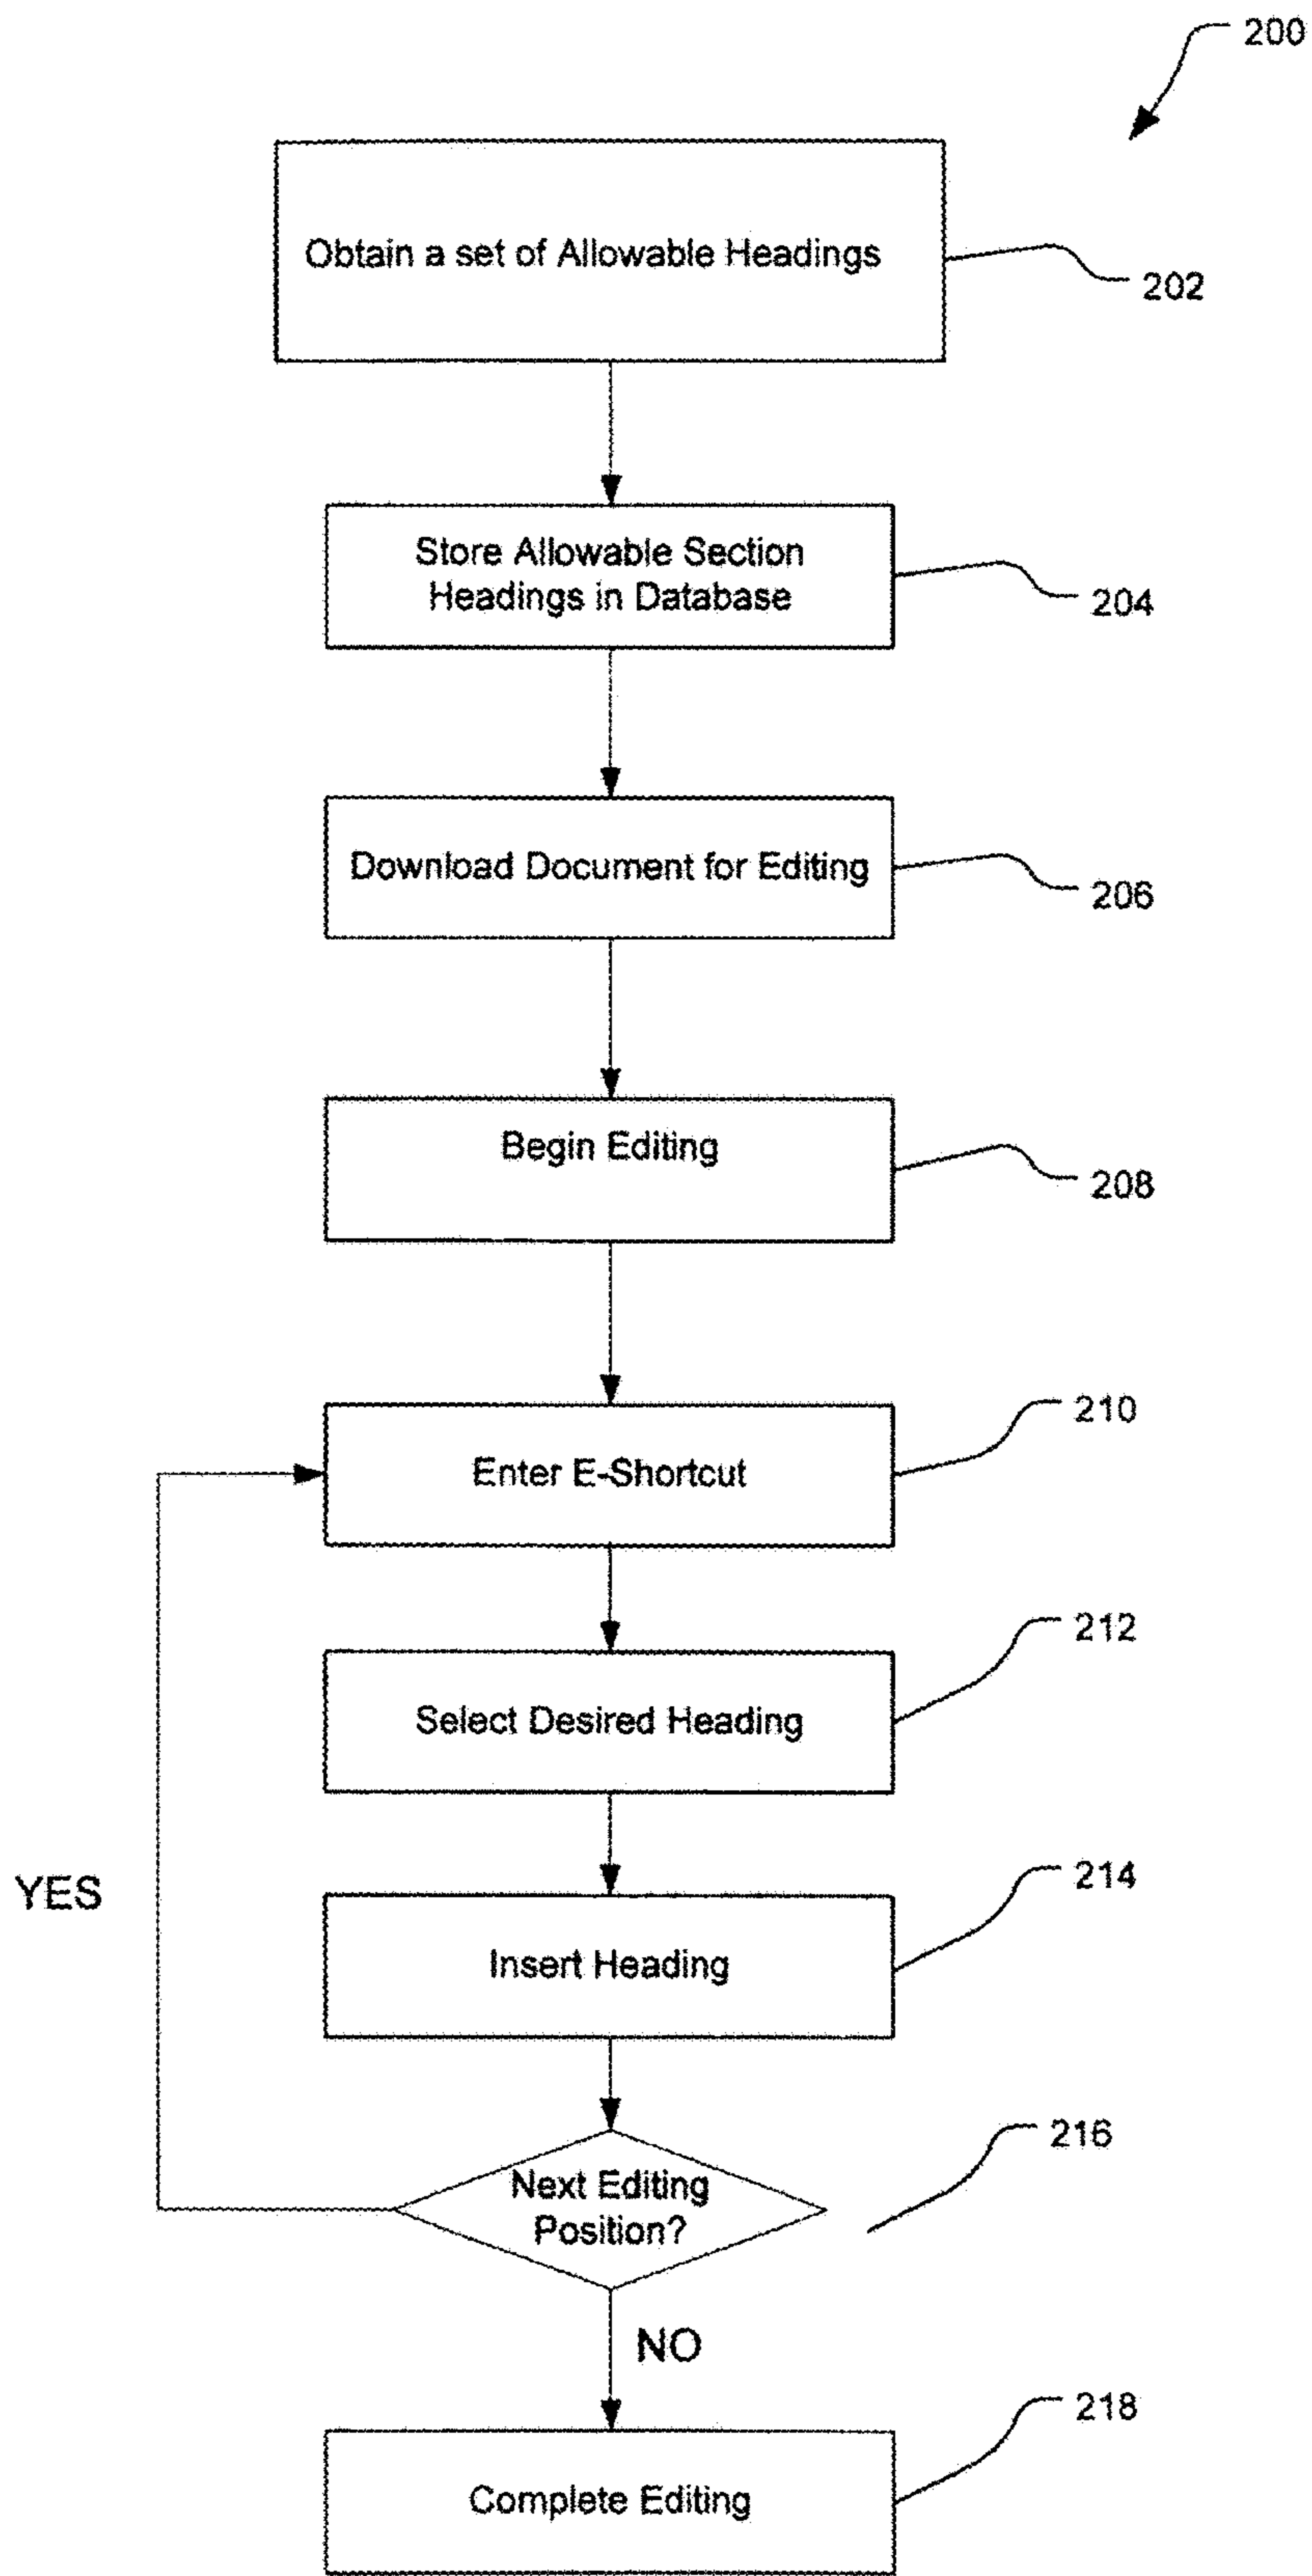 200
Obtain a set of Allowable Headings
202
Store Allowable Section
Headings in Database
204
Download Document for Editing
206
Begin Editing
208
210
Enter E-Shortcut
212
Select Desired Heading
214
YES
Insert Heading
216
Next Editing
Position?
NO
218
Complete Editing